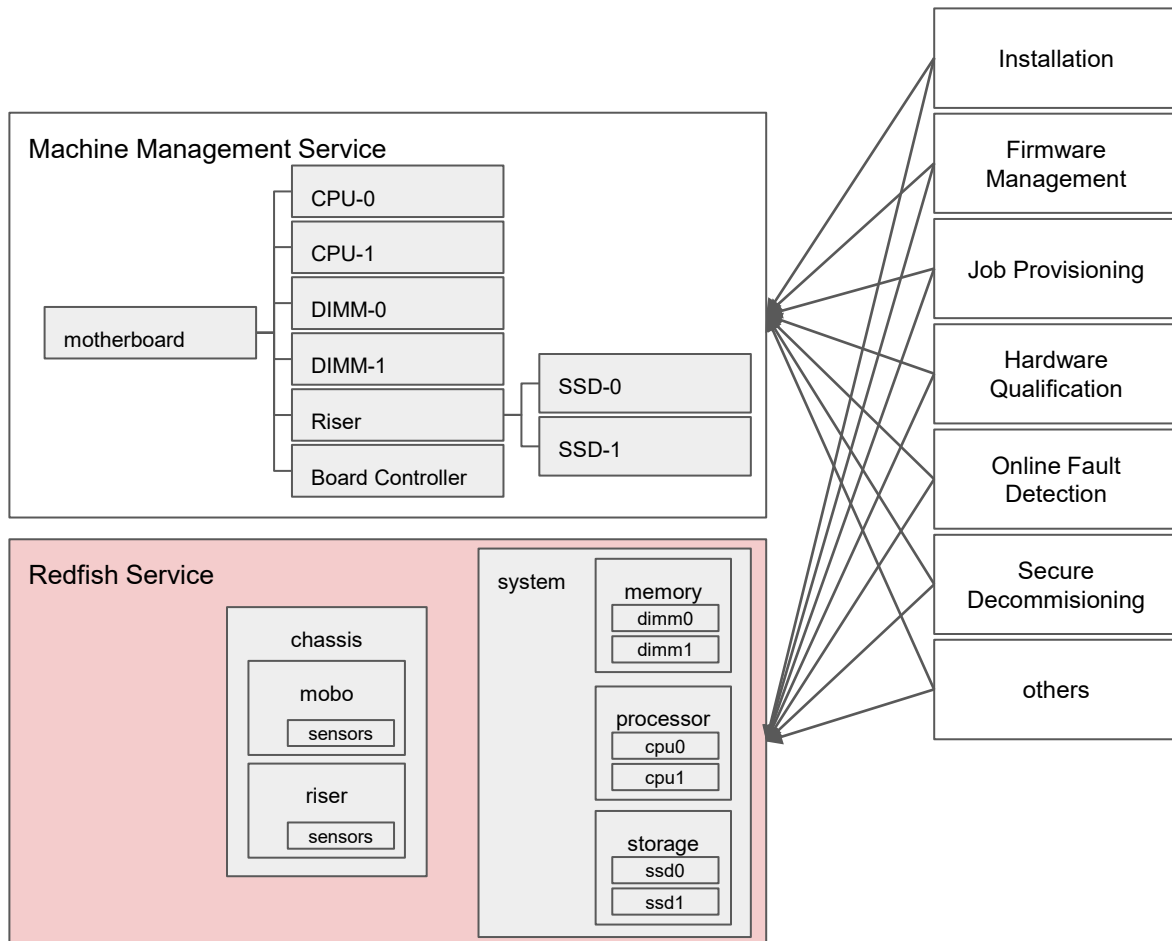 Machine Management Service
motherboard
CPU-0
CPU-1
DIMM-0
DIMM-1
Riser
Board Controller
SSD-0
SSD-1
Redfish Service
chassis
mobo
sensors
riser
sensors
system
memory
dimm0
dimm1
processor
cpu0
cpu1
storage
ssd0
ssd1
Installation
Firmware
Management
Job Provisioning
Hardware
Qualification
Online Fault
Detection
Secure
Decommisioning
others